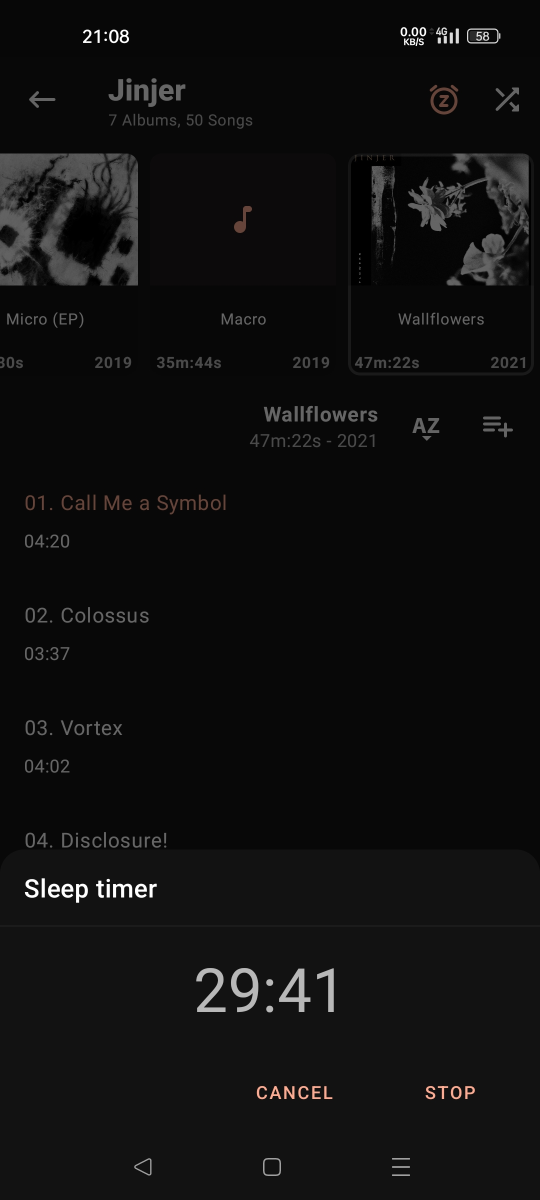 21:08
0.00 KB/S 4G 58
Jinjer
7 Albums, 50 Songs
z
JINJER
Micro (EP)
Macro
Wallflowers
30s 2019
35m:44s 2019
47m:22s 2021
Wallflowers
47m:22s - 2021
AZ
01. Call Me a Symbol
04:20
02. Colossus
03:37
03. Vortex
04:02
04. Disclosure!
Sleep timer
29:41
CANCEL
STOP